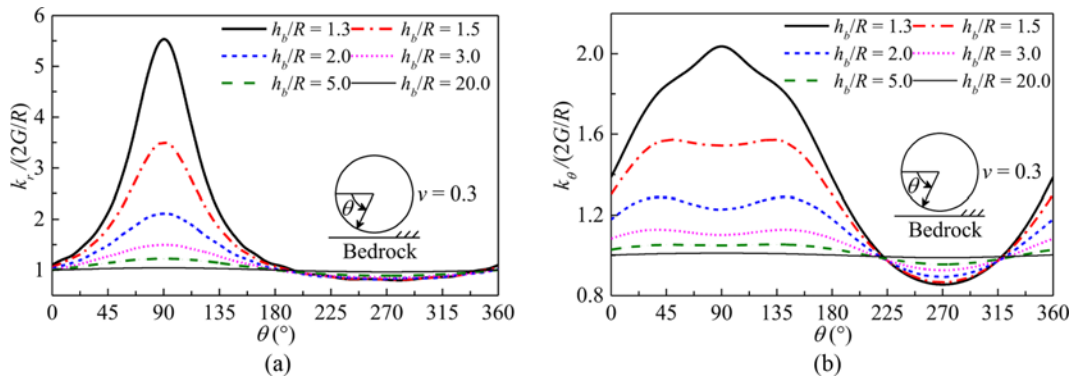 6
5
4
3
2
1
k_r/(2G/R)
h_b/R = 1.3 h_b/R = 1.5
h_b/R = 2.0 h_b/R = 3.0
h_b/R = 5.0 h_b/R = 20.0
θ
v = 0.3
Bedrock
0 45 90 135 180 225 270 315 360
θ (°)
(a)
2.0
1.6
1.2
0.8
k_θ/(2G/R)
h_b/R = 1.3 h_b/R = 1.5
h_b/R = 2.0 h_b/R = 3.0
h_b/R = 5.0 h_b/R = 20.0
θ
v = 0.3
Bedrock
0 45 90 135 180 225 270 315 360
θ (°)
(b)